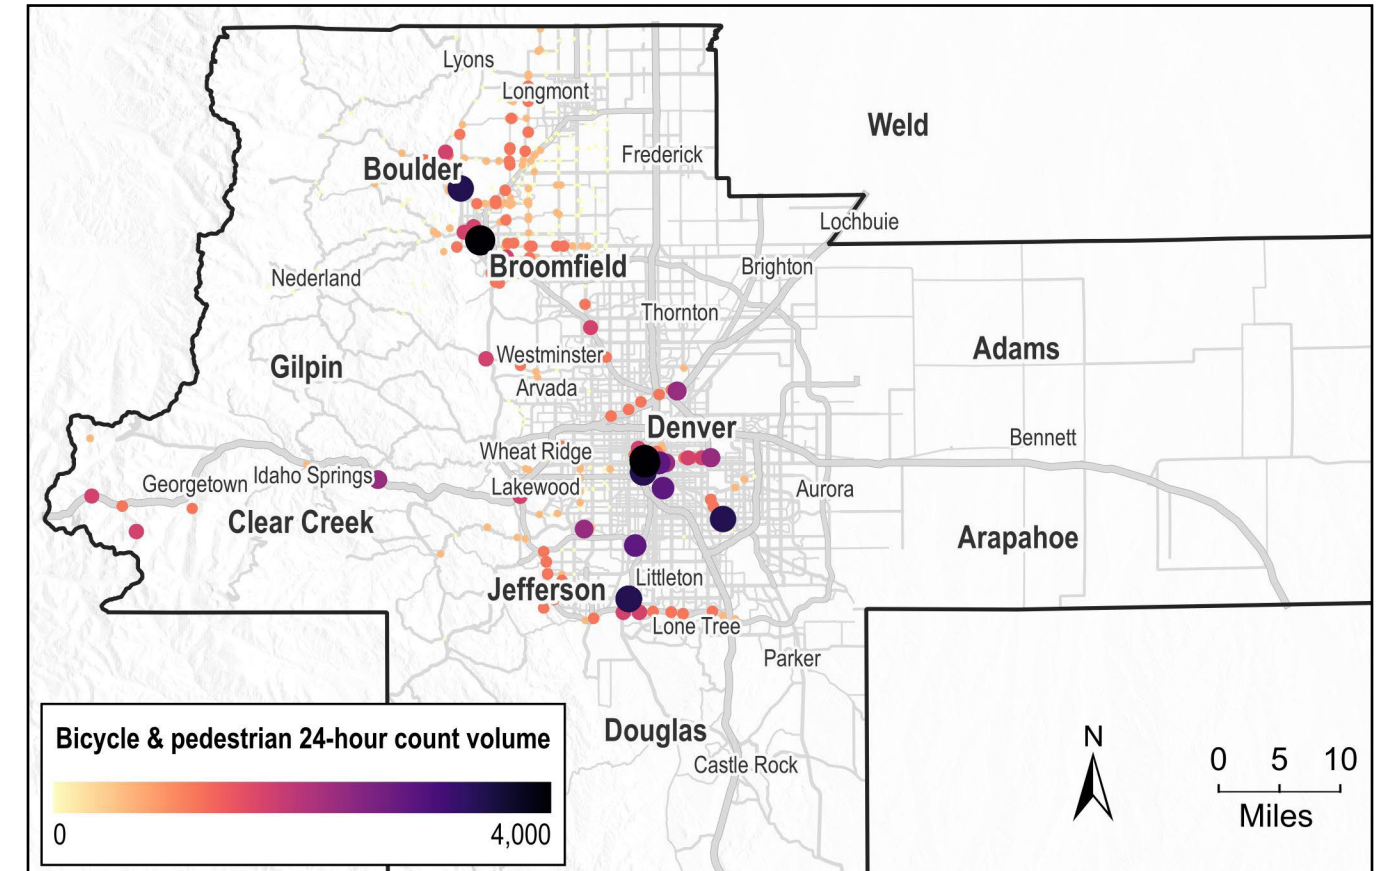 Lyons
Longmont
Weld
Frederick
Boulder
Lochbuie
Broomfield
Brighton
Nederland
Thornton
Adams
Westminster
Gilpin
Arvada
Denver
Bennett
Wheat Ridge
Georgetown
Idaho Springs
Lakewood
Aurora
Clear Creek
Arapahoe
Littleton
Jefferson
Lone Tree
Parker
Douglas
Castle Rock
Bicycle & pedestrian 24-hour count volume
0
4,000
N
0 5 10
Miles